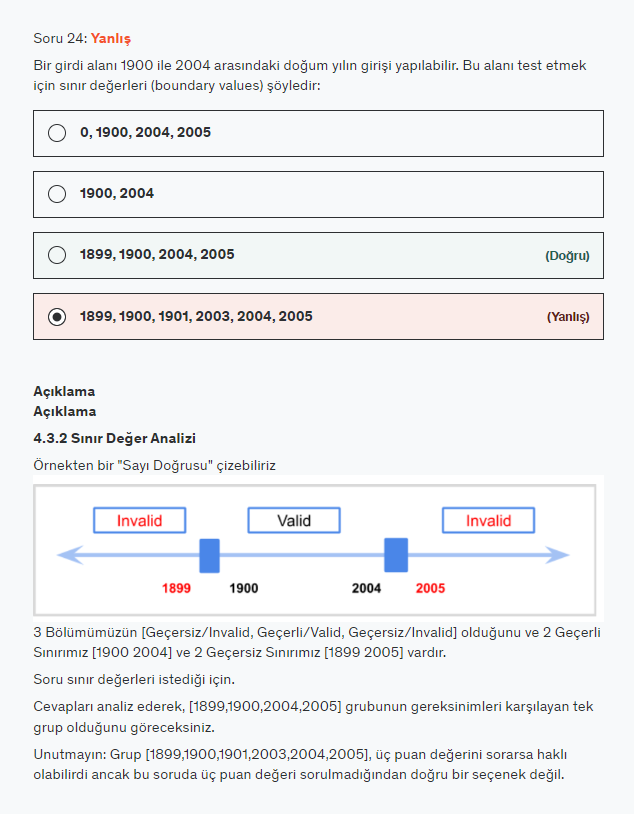 Soru 24: Yanlış
Bir girdi alanı 1900 ile 2004 arasındaki doğum yılın girişi yapılabilir. Bu alanı test etmek
için sınır değerleri (boundary values) şöyledir:
0, 1900, 2004, 2005
1900, 2004
1899, 1900, 2004, 2005 (Doğru)
1899, 1900, 1901, 2003, 2004, 2005 (Yanlış)
Açıklama
Açıklama
4.3.2 Sınır Değer Analizi
Örnekten bir "Sayı Doğrusu" çizebiliriz
Invalid Valid Invalid
1899 1900 2004 2005
3 Bölümümüzün [Geçersiz/Invalid, Geçerli/Valid, Geçersiz/Invalid] olduğunu ve 2 Geçerli
Sınırımız [1900 2004] ve 2 Geçersiz Sınırımız [1899 2005] vardır.
Soru sınır değerleri istediği için.
Cevapları analiz ederek, [1899,1900,2004,2005] grubunun gereksinimleri karşılayan tek
grup olduğunu göreceksiniz.
Unutmayın: Grup [1899,1900,1901,2003,2004,2005], üç puan değerini sorarsa haklı
olabilirdi ancak bu soruda üç puan değeri sorulmadığından doğru bir seçenek değil.